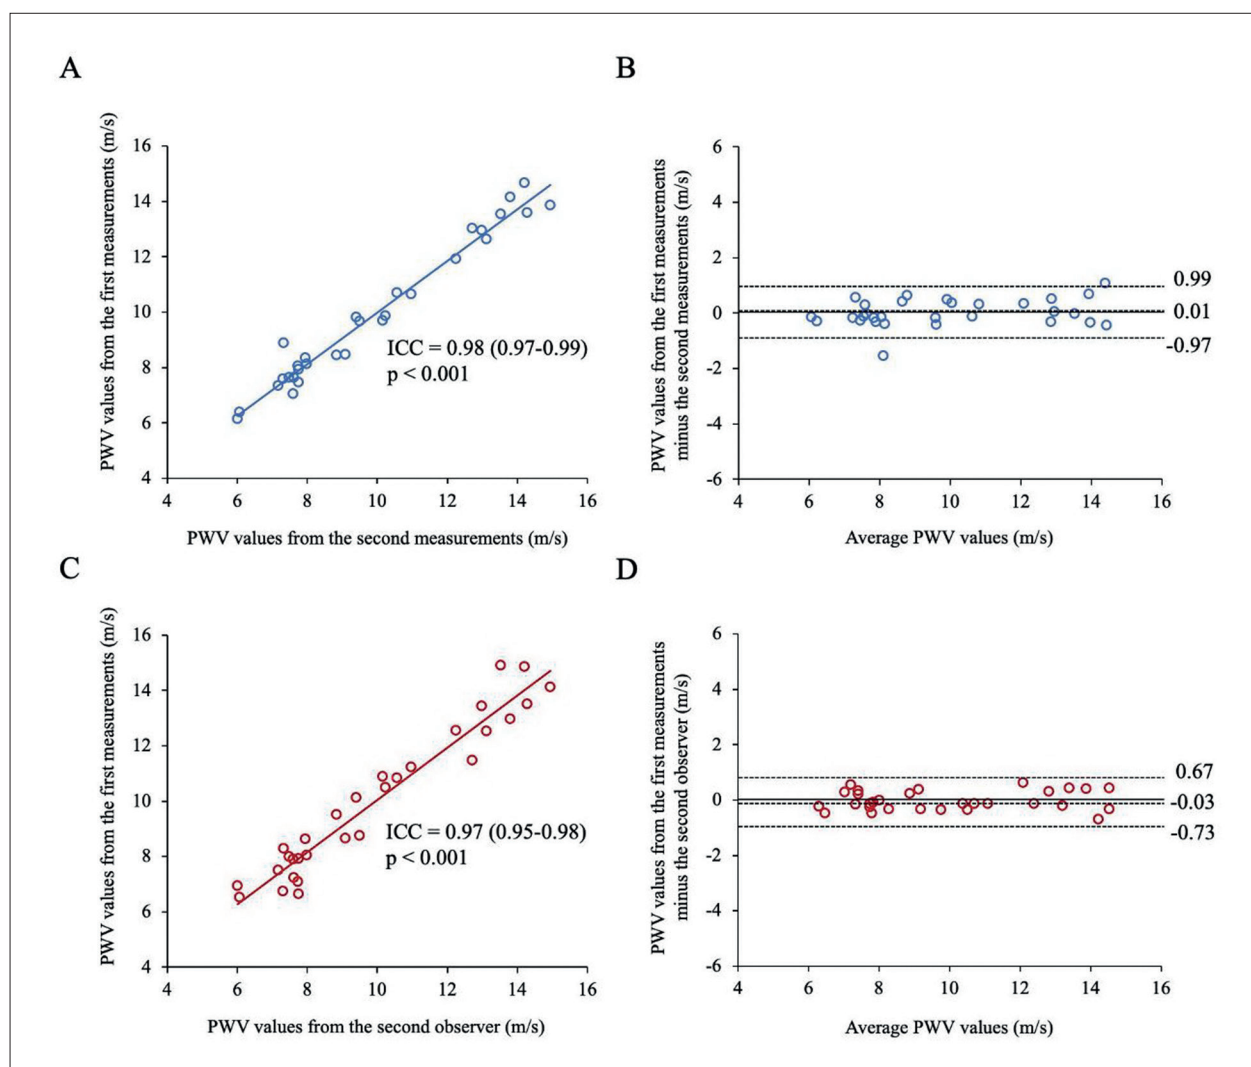 A
PWV values from the first measurements (m/s)
16
14
12
10
8
6
4
ICC = 0.98 (0.97-0.99)
p < 0.001
4 6 8 10 12 14 16
PWV values from the second measurements (m/s)
B
PWV values from the first measurements
minus the second measurements (m/s)
6
4
2
0
-2
-4
-6
0.99
0.01
-0.97
4 6 8 10 12 14 16
Average PWV values (m/s)
C
PWV values from the first measurements (m/s)
16
14
12
10
8
6
4
ICC = 0.97 (0.95-0.98)
p < 0.001
4 6 8 10 12 14 16
PWV values from the second observer (m/s)
D
PWV values from the first measurements
minus the second observer (m/s)
6
4
2
0
-2
-4
-6
0.67
-0.03
-0.73
4 6 8 10 12 14 16
Average PWV values (m/s)